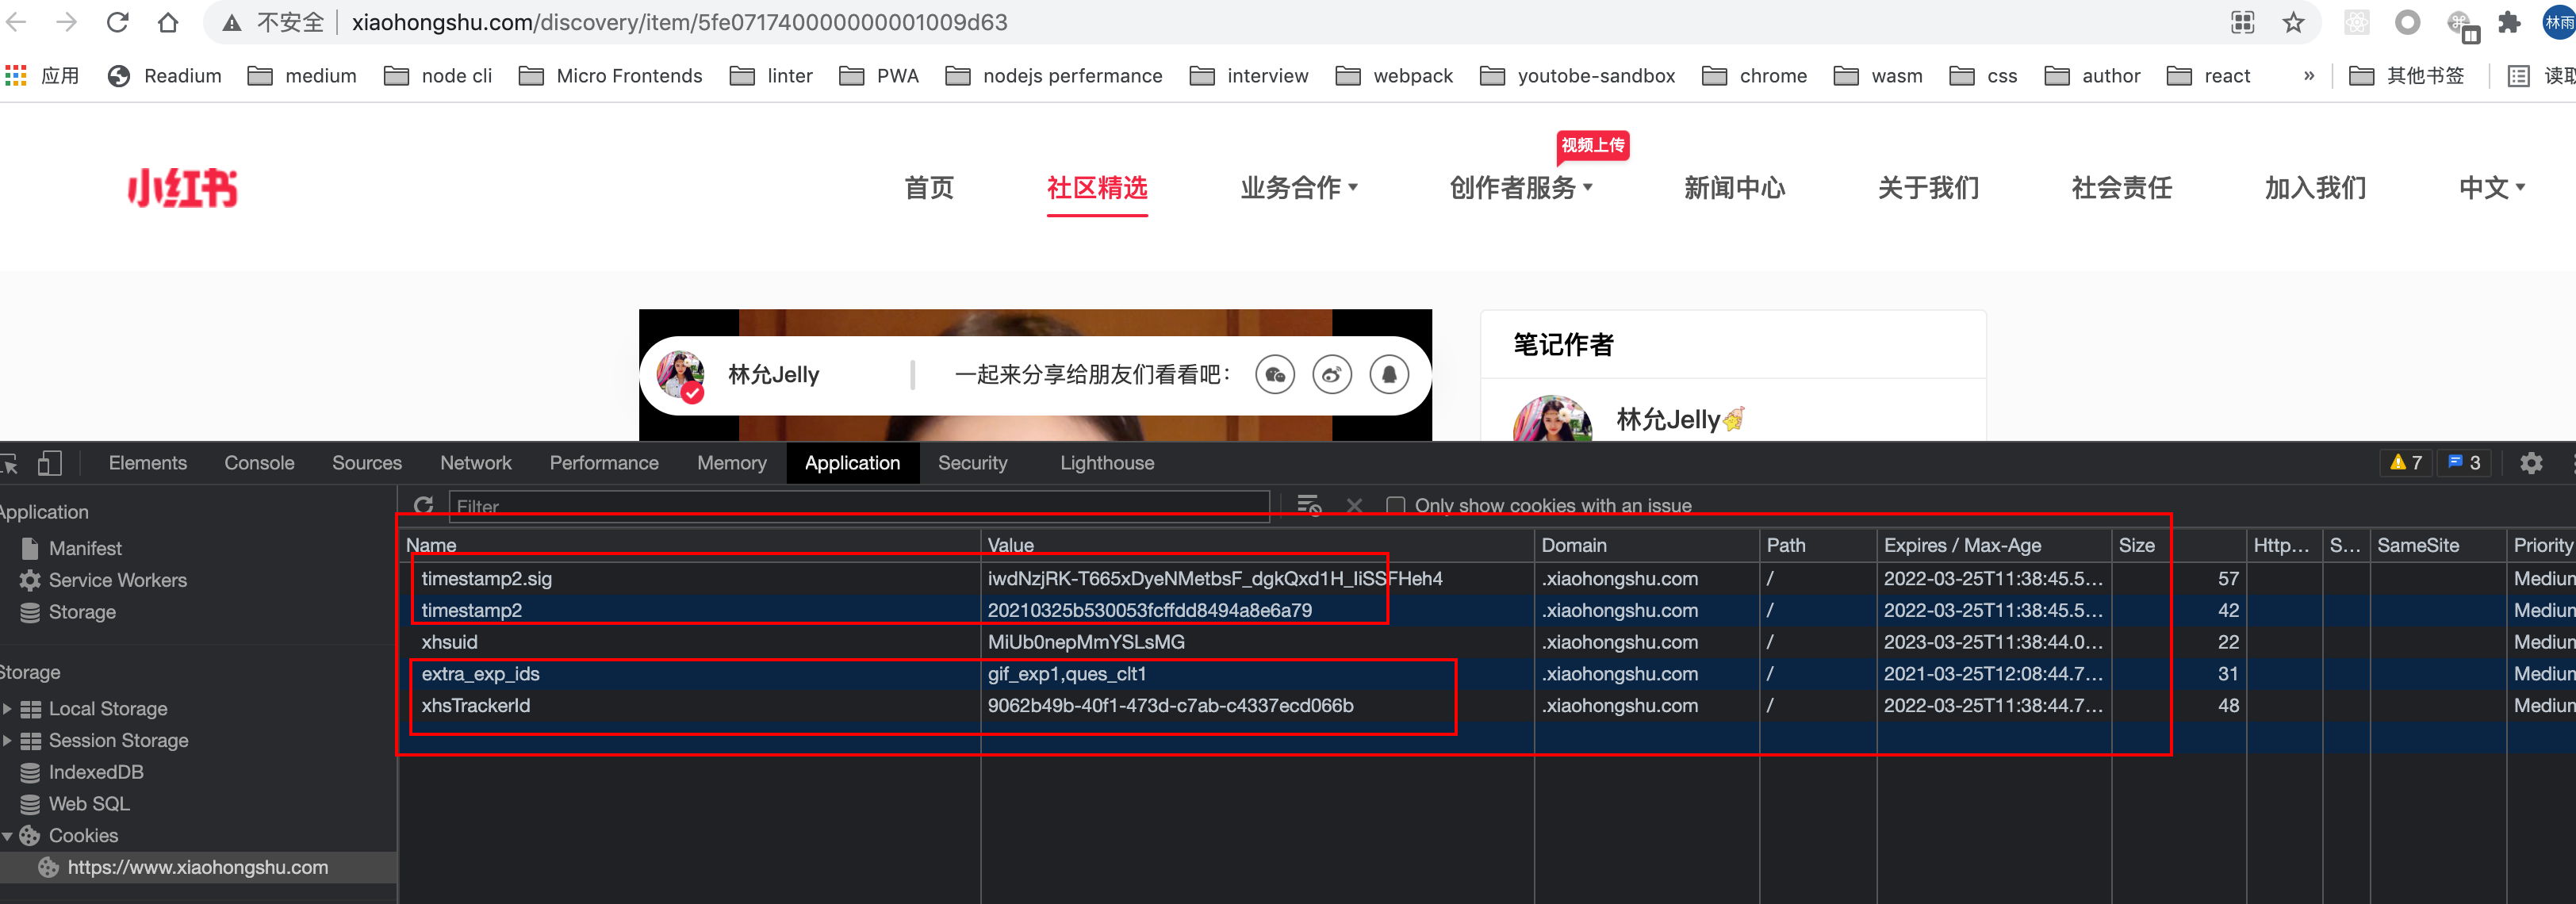 不安全 xiaohongshu.com/discovery/item/5fe071740000000001009d63 林雨
应用 Readium medium node cli Micro Frontends linter PWA nodejs perfermance interview webpack youtobe-sandbox chrome wasm css author react » 其他书签
视频上传
小红书 首页 社区精选 业务合作 创作者服务 新闻中心 关于我们 社会责任 加入我们 中文
林允Jelly 一起来分享给朋友们看看吧：
笔记作者
林允Jelly
Elements Console Sources Network Performance Memory Application Security Lighthouse 7 3
Application
Filter Only show cookies with an issue
Manifest
Service Workers
Storage
Storage
Local Storage
Session Storage
IndexedDB
Web SQL
Cookies
https://www.xiaohongshu.com
Name Value Domain Path Expires / Max-Age Size Http... S... SameSite Priority
timestamp2.sig iwdNzjRK-T665xDyeNMetbsF_dgkQxd1H_liSSFHeh4 .xiaohongshu.com / 2022-03-25T11:38:45.5... 57 Medium
timestamp2 20210325b530053fcffdd8494a8e6a79 .xiaohongshu.com / 2022-03-25T11:38:45.5... 42 Medium
xhsuid MiUb0nepMmYSLsMG .xiaohongshu.com / 2023-03-25T11:38:44.0... 22 Medium
extra_exp_ids gif_exp1,ques_clt1 .xiaohongshu.com / 2021-03-25T12:08:44.7... 31 Medium
xhsTrackerId 9062b49b-40f1-473d-c7ab-c4337ecd066b .xiaohongshu.com / 2022-03-25T11:38:44.7... 48 Medium